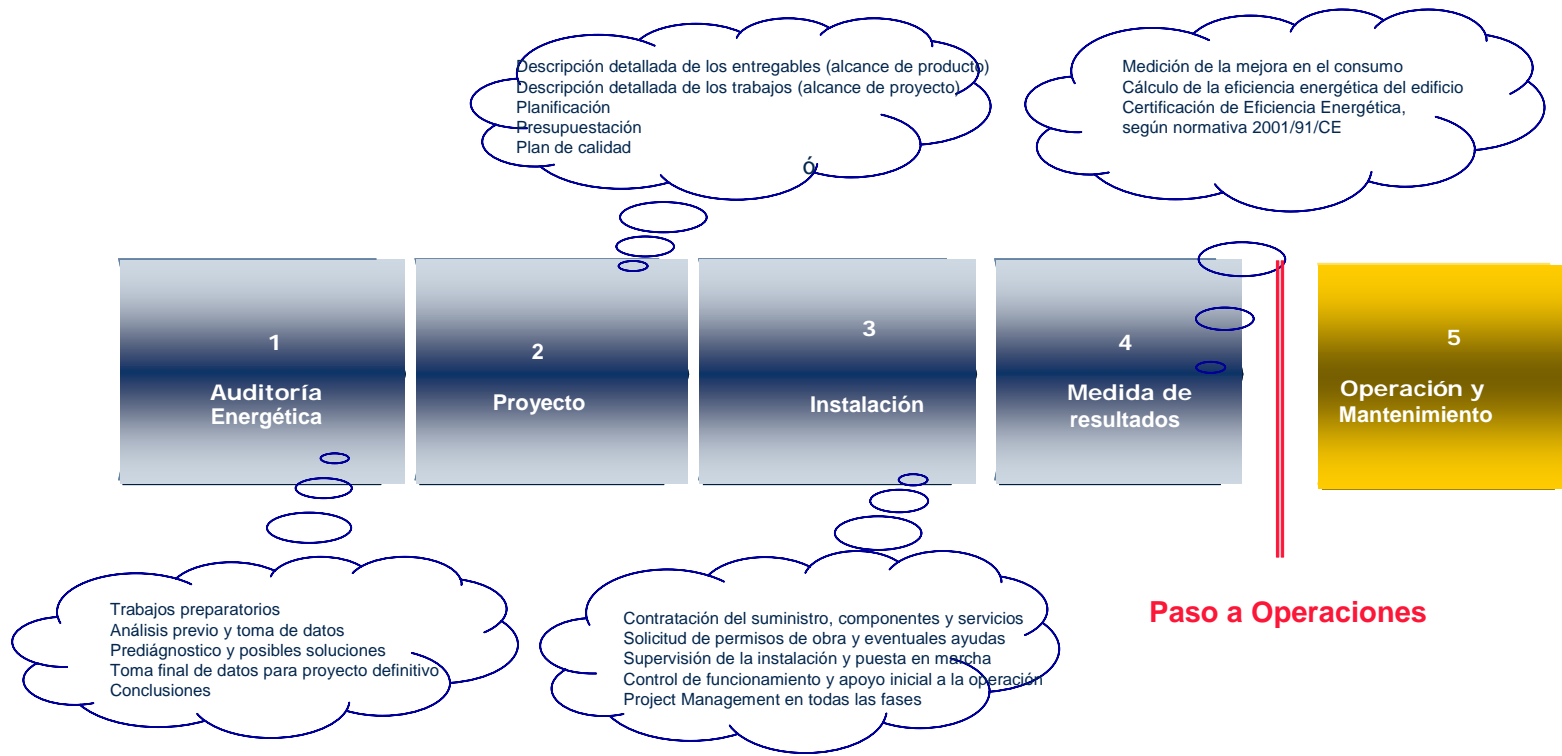 Descripción detallada de los entregables (alcance de producto)
Descripción detallada de los trabajos (alcance de proyecto)
Planificación
Presupuestación
Plan de calidad
ó
Medición de la mejora en el consumo
Cálculo de la eficiencia energética del edificio
Certificación de Eficiencia Energética,
según normativa 2001/91/CE
1
Auditoría
Energética
2
Proyecto
3
Instalación
4
Medida de
resultados
5
Operación y
Mantenimiento
Trabajos preparatorios
Análisis previo y toma de datos
Prediágnostico y posibles soluciones
Toma final de datos para proyecto definitivo
Conclusiones
Contratación del suministro, componentes y servicios
Solicitud de permisos de obra y eventuales ayudas
Supervisión de la instalación y puesta en marcha
Control de funcionamiento y apoyo inicial a la operación
Project Management en todas las fases
Paso a Operaciones